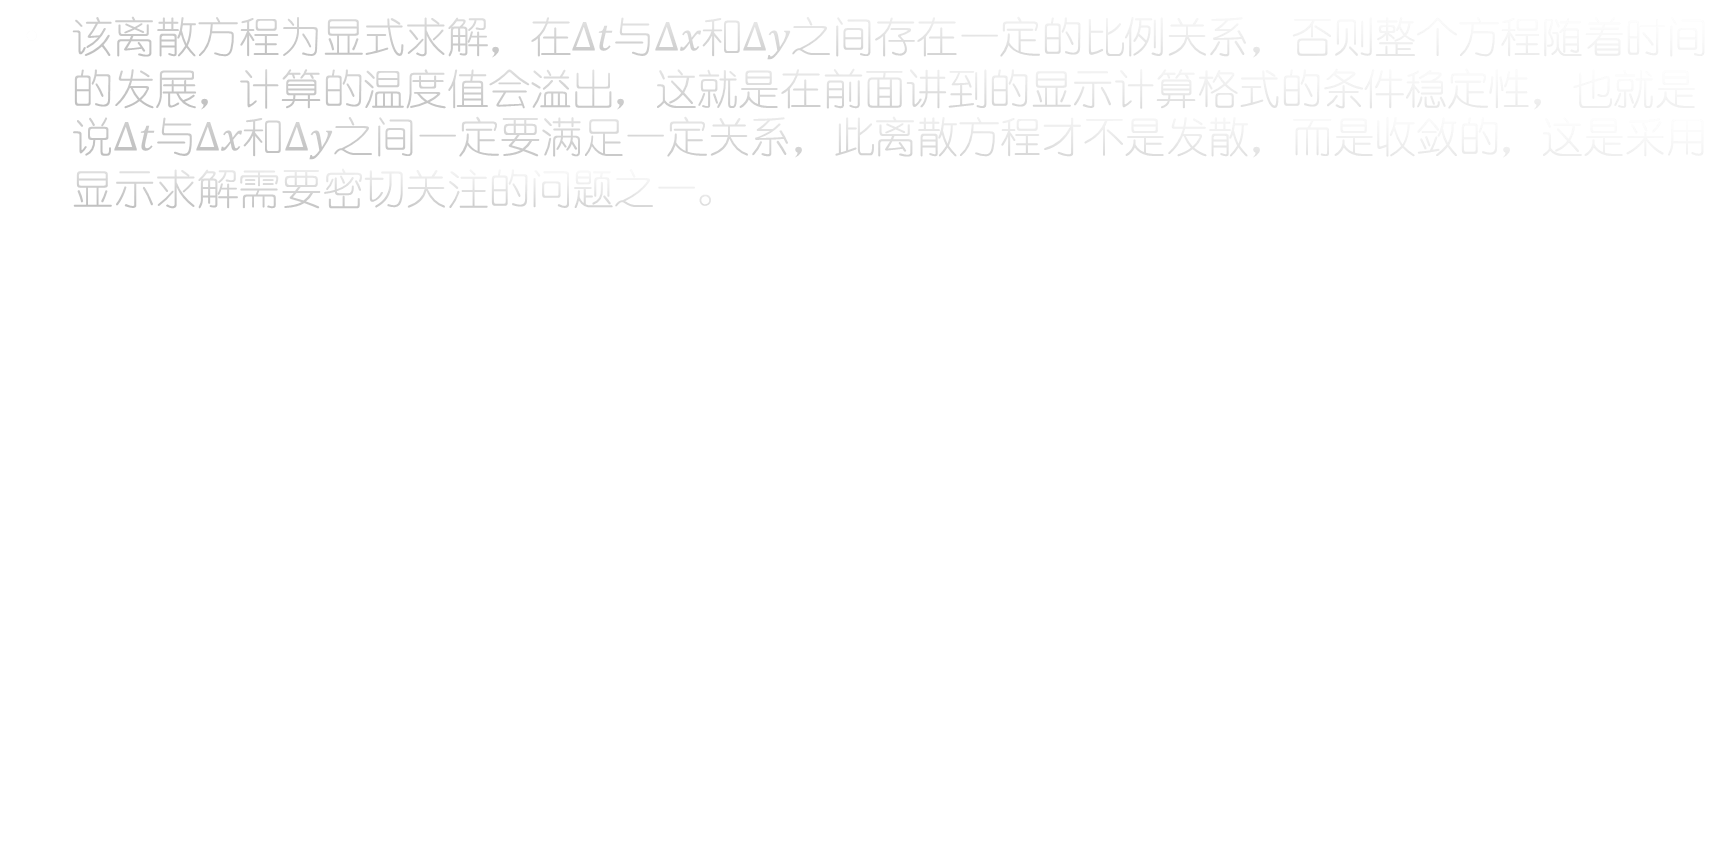 该离散方程为显式求解，在Δt与Δx和Δy之间存在一定的比例关系，否则整个方程随着时间
的发展，计算的温度值会溢出，这就是在前面讲到的显示计算格式的条件稳定性，也就是
说Δt与Δx和Δy之间一定要满足一定关系，此离散方程才不是发散，而是收敛的，这是采用
显示求解需要密切关注的问题之一。